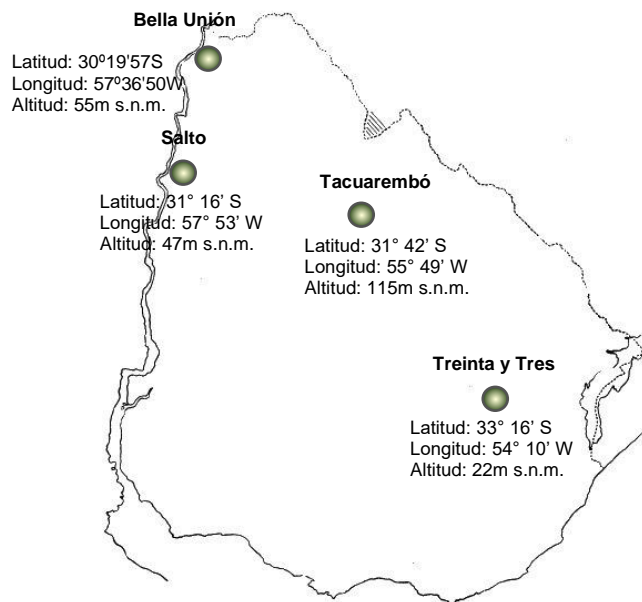 Bella Unión
Latitud: 30º19'57S
Longitud: 57º36'50W
Altitud: 55m s.n.m.
Salto
Latitud: 31° 16’ S
Longitud: 57° 53’ W
Altitud: 47m s.n.m.
Tacuarembó
Latitud: 31° 42’ S
Longitud: 55° 49’ W
Altitud: 115m s.n.m.
Treinta y Tres
Latitud: 33° 16’ S
Longitud: 54° 10’ W
Altitud: 22m s.n.m.